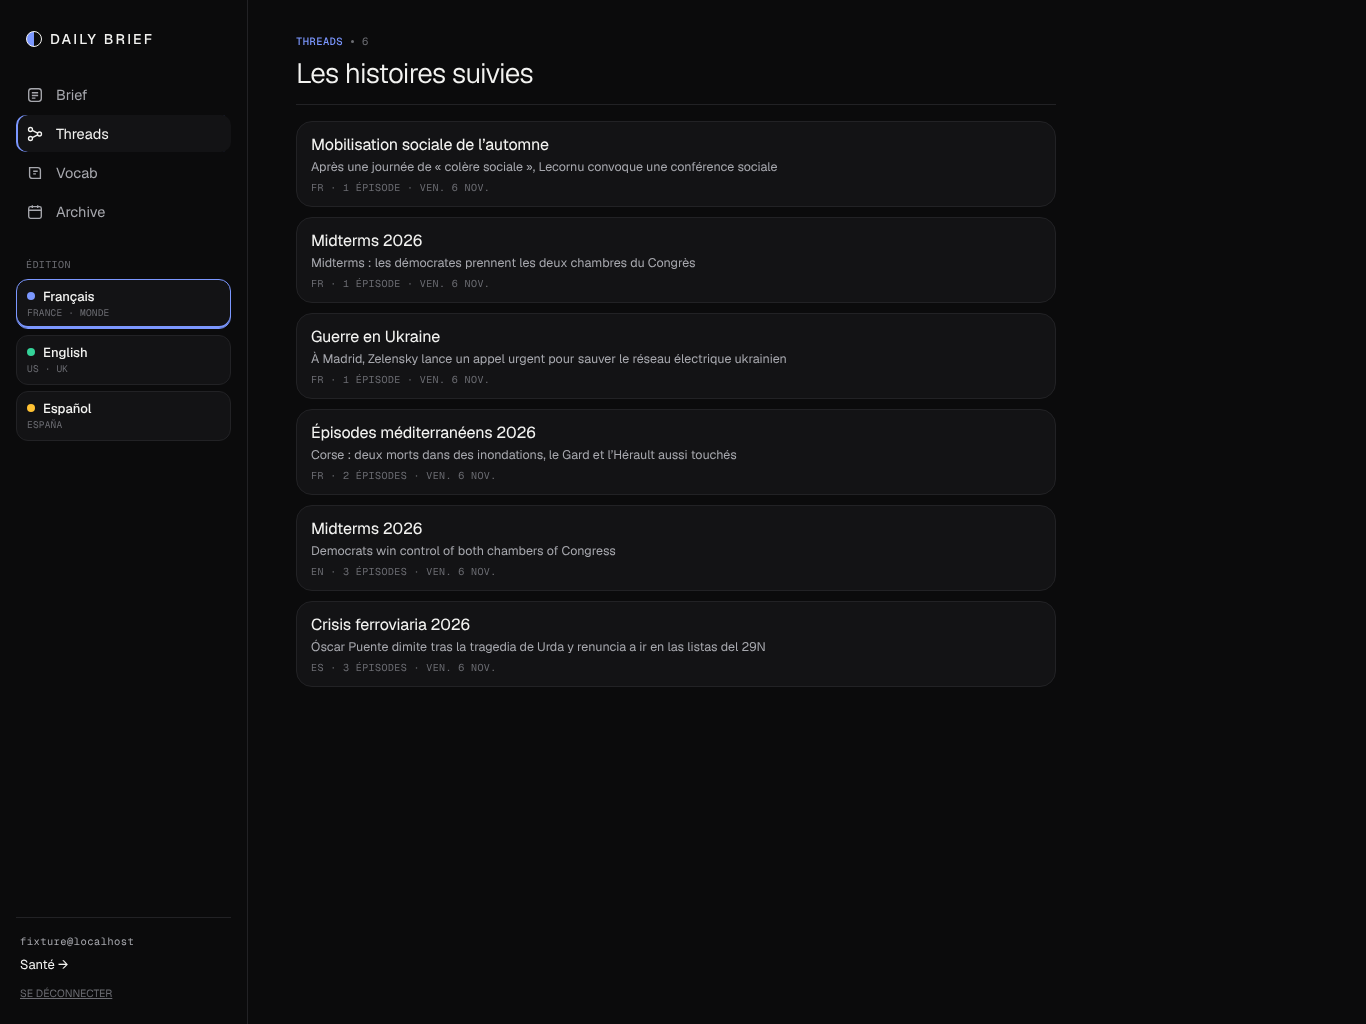 DAILY BRIEF
Brief
Threads
Vocab
Archive
ÉDITION
Français
FRANCE · MONDE
English
US · UK
Español
ESPAÑA
fixture@localhost
Santé →
SE DÉCONNECTER
THREADS • 6
Les histoires suivies
Mobilisation sociale de l'automne
Après une journée de « colère sociale », Lecornu convoque une conférence sociale
FR · 1 ÉPISODE · VEN. 6 NOV.
Midterms 2026
Midterms : les démocrates prennent les deux chambres du Congrès
FR · 1 ÉPISODE · VEN. 6 NOV.
Guerre en Ukraine
À Madrid, Zelensky lance un appel urgent pour sauver le réseau électrique ukrainien
FR · 1 ÉPISODE · VEN. 6 NOV.
Épisodes méditerranéens 2026
Corse : deux morts dans des inondations, le Gard et l'Hérault aussi touchés
FR · 2 ÉPISODES · VEN. 6 NOV.
Midterms 2026
Democrats win control of both chambers of Congress
EN · 3 ÉPISODES · VEN. 6 NOV.
Crisis ferroviaria 2026
Óscar Puente dimite tras la tragedia de Urda y renuncia a ir en las listas del 29N
ES · 3 ÉPISODES · VEN. 6 NOV.